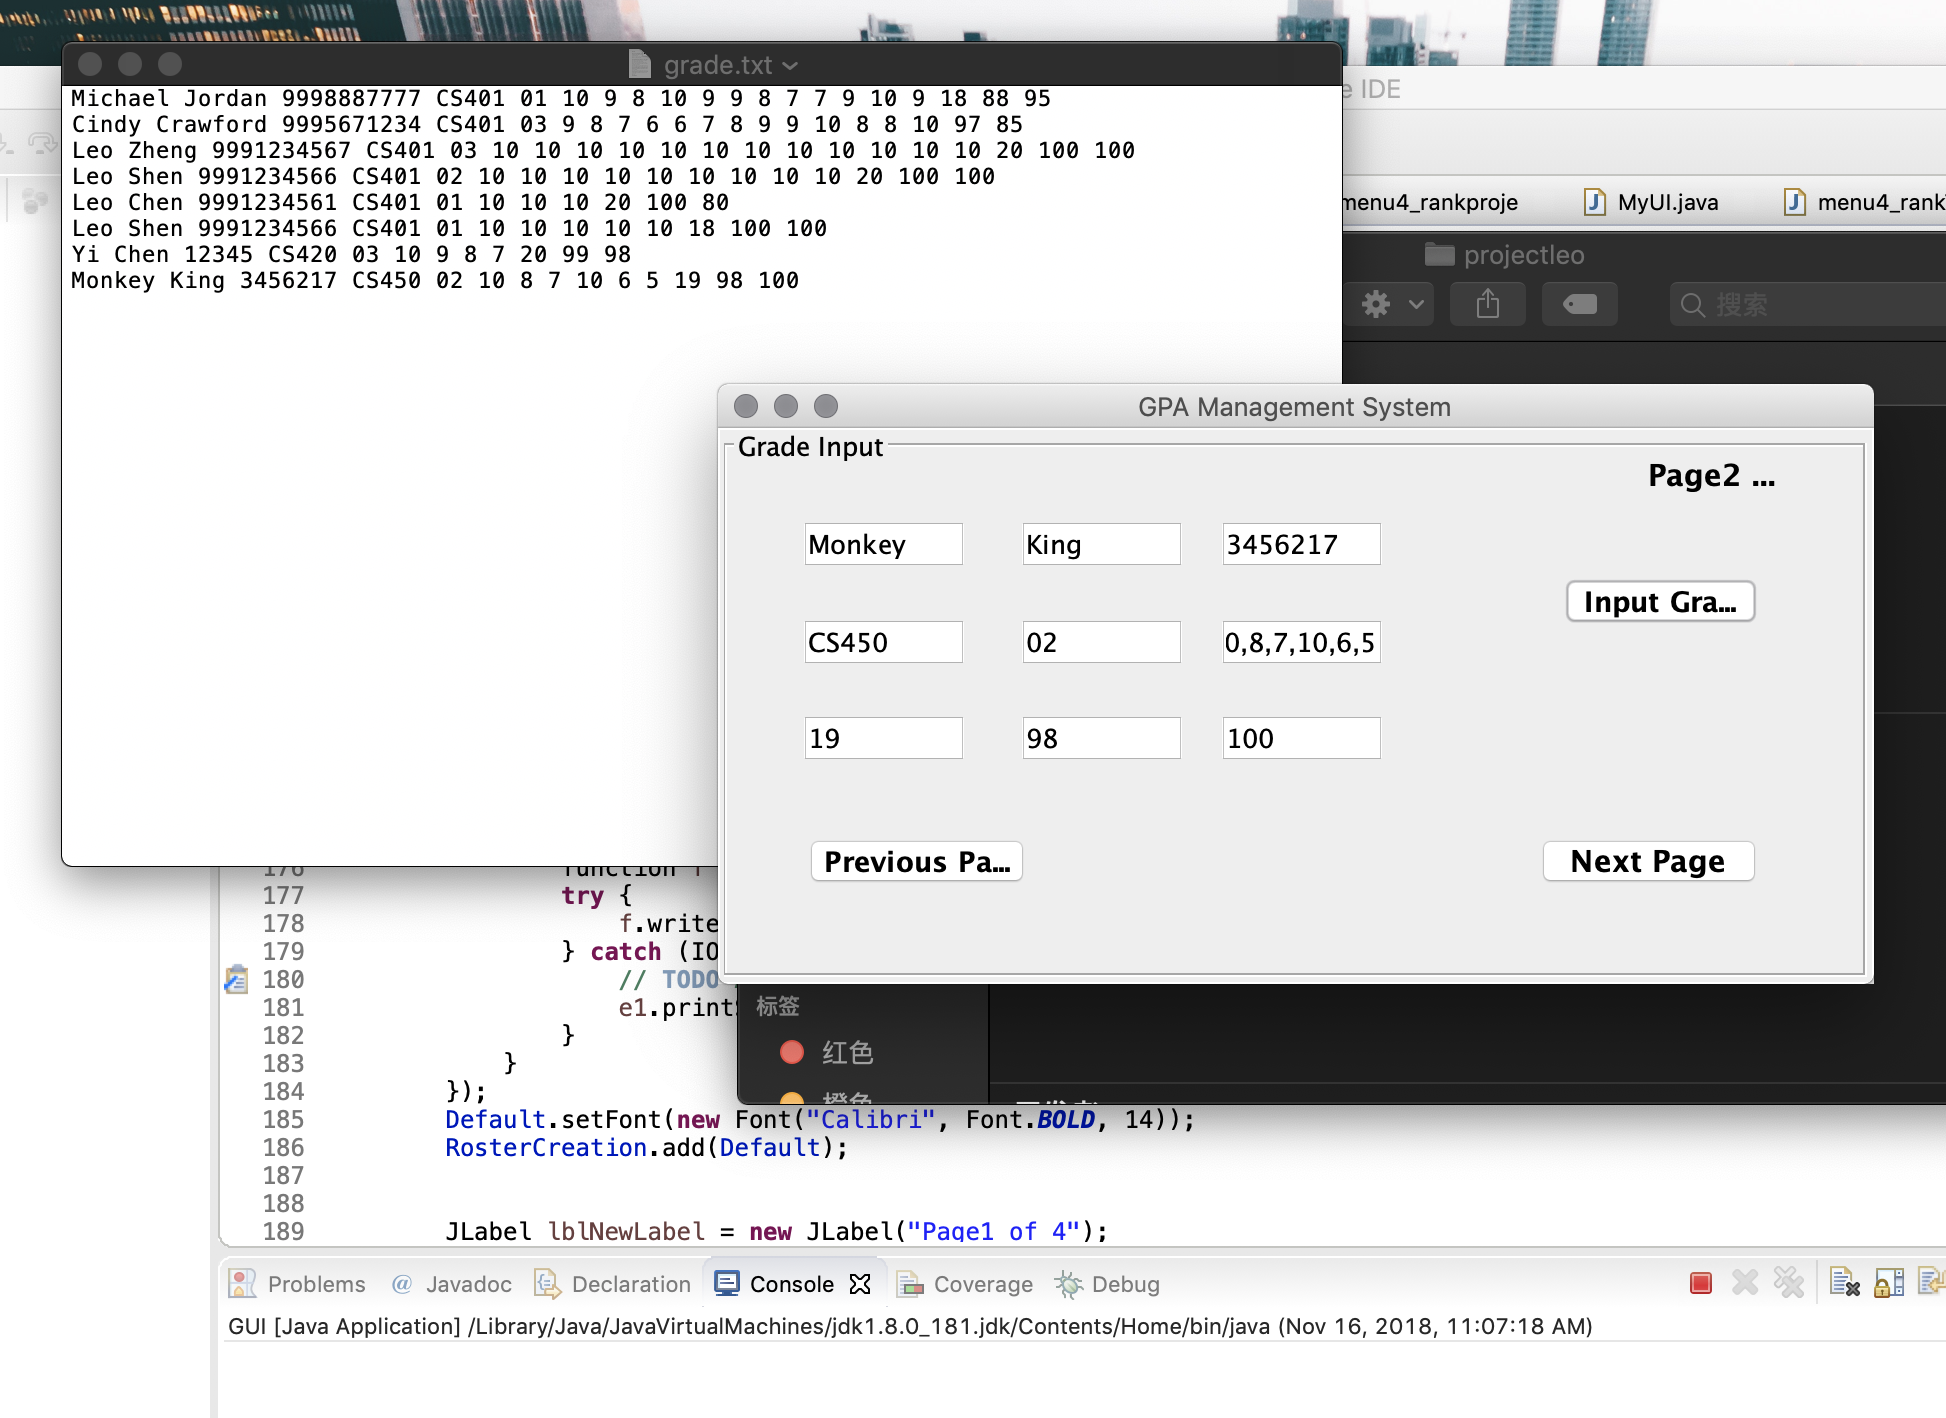 grade.txt
Michael Jordan 9998887777 CS401 01 10 9 8 10 9 9 8 7 7 9 10 9 18 88 95
Cindy Crawford 9995671234 CS401 03 9 8 7 6 6 7 8 9 9 10 8 8 10 97 85
Leo Zheng 9991234567 CS401 03 10 10 10 10 10 10 10 10 10 10 10 10 20 100 100
Leo Shen 9991234566 CS401 02 10 10 10 10 10 10 10 10 10 20 100 100
Leo Chen 9991234561 CS401 01 10 10 10 20 100 80
Leo Shen 9991234566 CS401 01 10 10 10 10 10 18 100 100
Yi Chen 12345 CS420 03 10 9 8 7 20 99 98
Monkey King 3456217 CS450 02 10 8 7 10 6 5 19 98 100
e IDE
menu4_rankproje MyUI.java menu4_rank
projectleo
搜索
GPA Management System
Grade Input
Page2 ...
Monkey King 3456217
Input Gra...
CS450 02 0,8,7,10,6,5
19 98 100
Previous Pa... Next Page
176 function f
177 try {
178 f.write
179 } catch (IO
180 // TODO
181 e1.print
182 }
183 }
184 });
185 Default.setFont(new Font("Calibri", Font.BOLD, 14));
186 RosterCreation.add(Default);
187
188
189 JLabel lblNewLabel = new JLabel("Page1 of 4");
标签
红色
橙色
Problems @ Javadoc Declaration Console Coverage Debug
GUI [Java Application] /Library/Java/JavaVirtualMachines/jdk1.8.0_181.jdk/Contents/Home/bin/java (Nov 16, 2018, 11:07:18 AM)